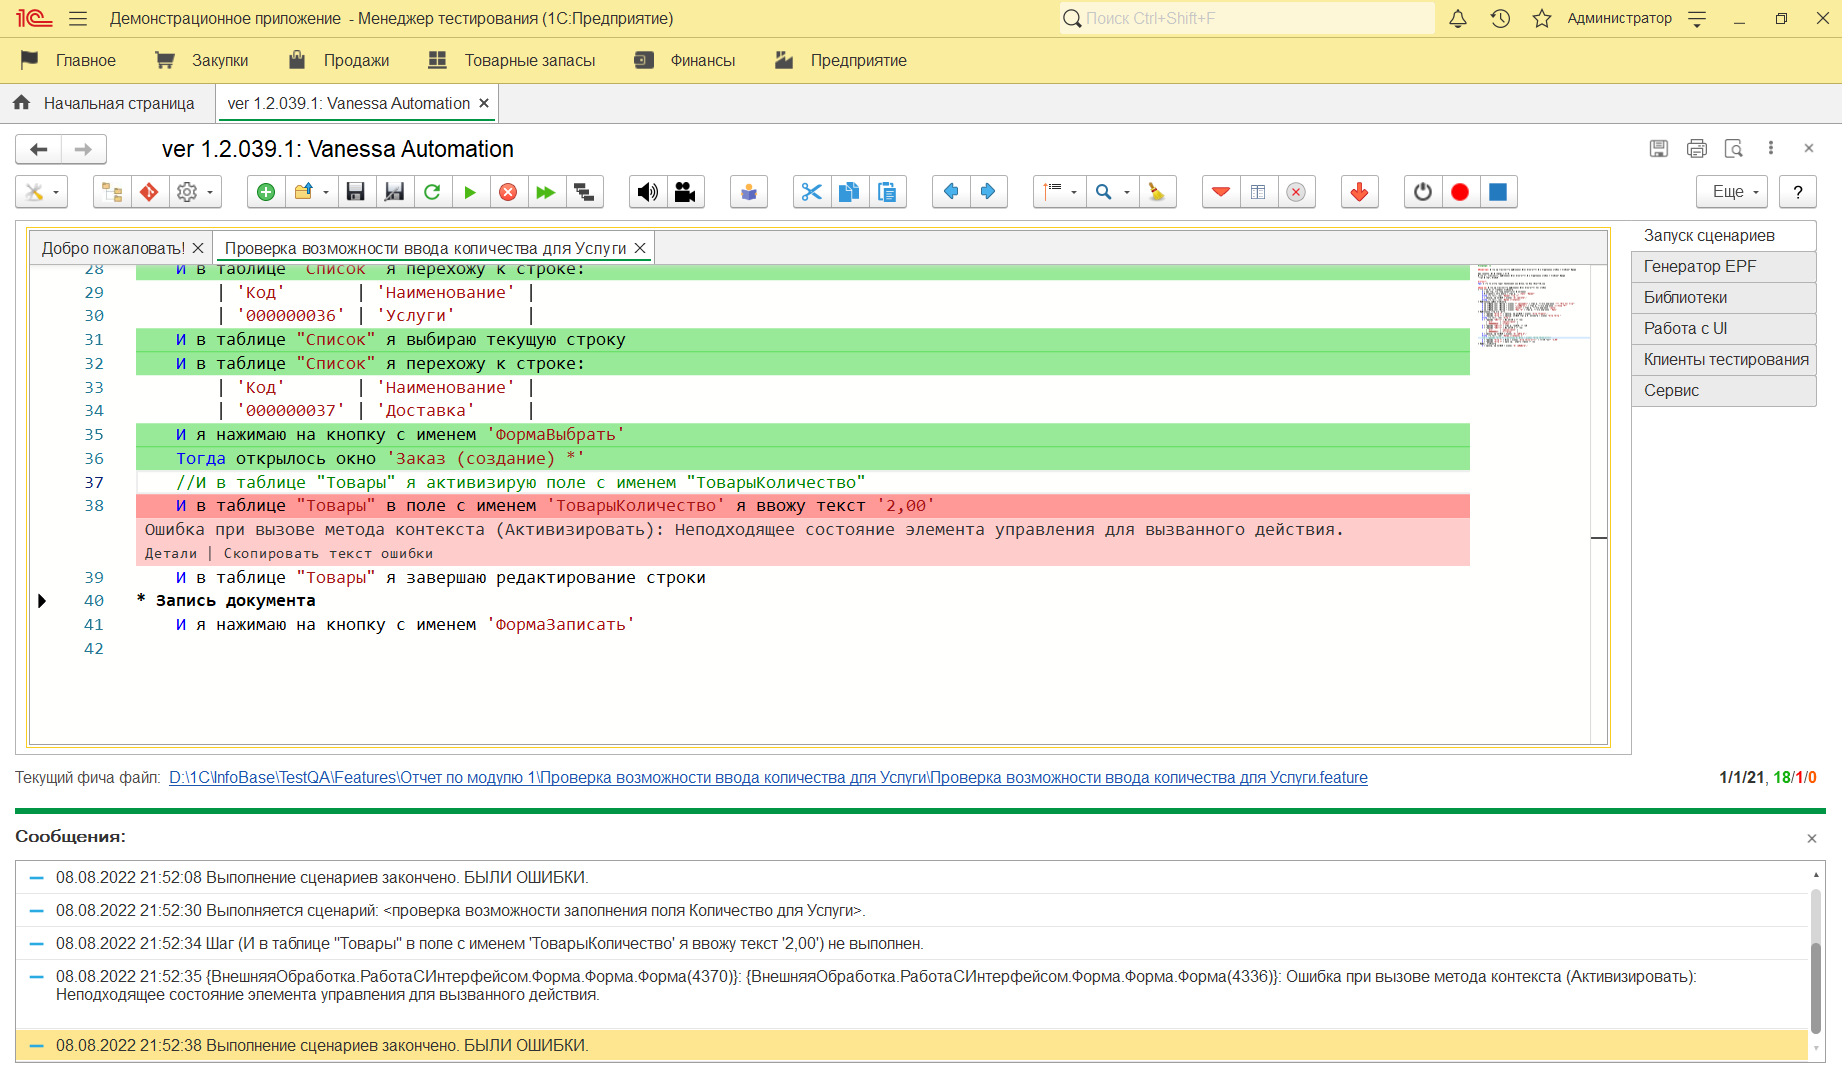 1С Демонстрационное приложение - Менеджер тестирования (1С:Предприятие) Поиск Ctrl+Shift+F Администратор
Главное Закупки Продажи Товарные запасы Финансы Предприятие
Начальная страница ver 1.2.039.1: Vanessa Automation
ver 1.2.039.1: Vanessa Automation
Еще ?
Добро пожаловать! Проверка возможности ввода количества для Услуги
28 И в таблице "Список" я перехожу к строке:
29 | 'Код' | 'Наименование' |
30 | '000000036' | 'Услуги' |
31 И в таблице "Список" я выбираю текущую строку
32 И в таблице "Список" я перехожу к строке:
33 | 'Код' | 'Наименование' |
34 | '000000037' | 'Доставка' |
35 И я нажимаю на кнопку с именем 'ФормаВыбрать'
36 Тогда открылось окно 'Заказ (создание) *'
37 //И в таблице "Товары" я активизирую поле с именем "ТоварыКоличество"
38 И в таблице "Товары" в поле с именем 'ТоварыКоличество' я ввожу текст '2,00'
Ошибка при вызове метода контекста (Активизировать): Неподходящее состояние элемента управления для вызванного действия.
Детали | Скопировать текст ошибки
39 И в таблице "Товары" я завершаю редактирование строки
40 * Запись документа
41 И я нажимаю на кнопку с именем 'ФормаЗаписать'
42
Запуск сценариев
Генератор EPF
Библиотеки
Работа с UI
Клиенты тестирования
Сервис
Текущий фича файл: D:\1C\InfoBase\TestQA\Features\Отчет по модулю 1\Проверка возможности ввода количества для Услуги\Проверка возможности ввода количества для Услуги.feature 1/1/21, 18/1/0
Сообщения:
08.08.2022 21:52:08 Выполнение сценариев закончено. БЫЛИ ОШИБКИ.
08.08.2022 21:52:30 Выполняется сценарий: <проверка возможности заполнения поля Количество для Услуги>.
08.08.2022 21:52:34 Шаг (И в таблице "Товары" в поле с именем 'ТоварыКоличество' я ввожу текст '2,00') не выполнен.
08.08.2022 21:52:35 {ВнешняяОбработка.РаботаСИнтерфейсом.Форма.Форма.Форма(4370)}: {ВнешняяОбработка.РаботаСИнтерфейсом.Форма.Форма.Форма(4336)}: Ошибка при вызове метода контекста (Активизировать):
Неподходящее состояние элемента управления для вызванного действия.
08.08.2022 21:52:38 Выполнение сценариев закончено. БЫЛИ ОШИБКИ.